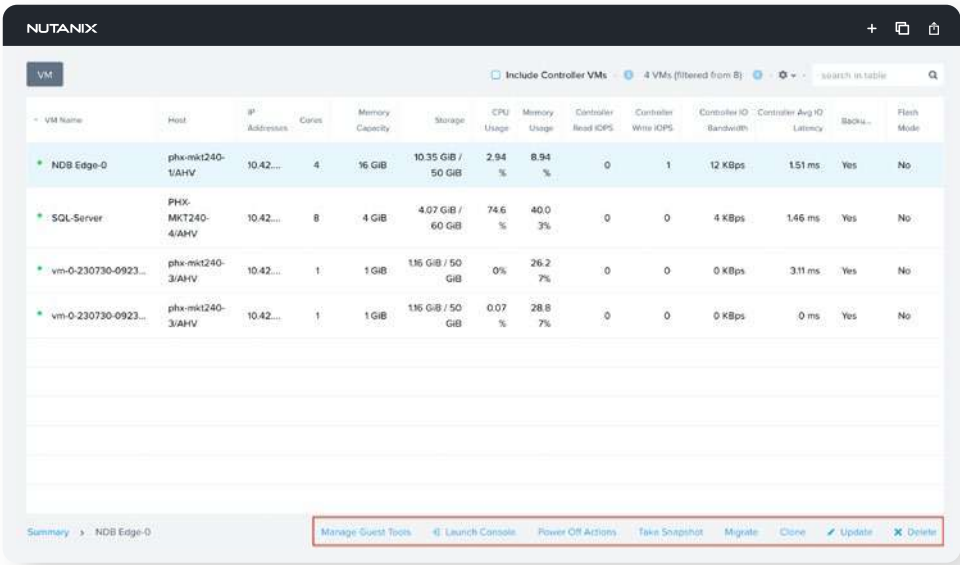 NUTANIX
VM
Include Controller VMs
4 VMs (filtered from 8)
search in table
VM Name Host IP Addresses Cores Memory Capacity Storage CPU Usage Memory Usage Controller Read IOPS Controller Write IOPS Controller IO Bandwidth Controller Avg IO Latency Backu... Flash Mode
NDB Edge-0 phx-mkt240-1/AHV 10.42.... 4 16 GiB 10.35 GiB / 50 GiB 2.94 % 8.94 % 0 1 12 KBps 1.51 ms Yes No
SQL-Server PHX-MKT240-4/AHV 10.42.... 8 4 GiB 4.07 GiB / 60 GiB 74.6 % 40.0 3% 0 0 4 KBps 1.46 ms Yes No
vm-0-230730-0923... phx-mkt240-3/AHV 10.42.... 1 1 GiB 1.16 GiB / 50 GiB 0% 26.2 7% 0 0 0 KBps 3.11 ms Yes No
vm-0-230730-0923... phx-mkt240-3/AHV 10.42.... 1 1 GiB 1.16 GiB / 50 GiB 0.07 % 28.8 7% 0 0 0 KBps 0 ms Yes No
Summary > NDB Edge-0 Manage Guest Tools Launch Console Power Off Actions Take Snapshot Migrate Clone Update Delete